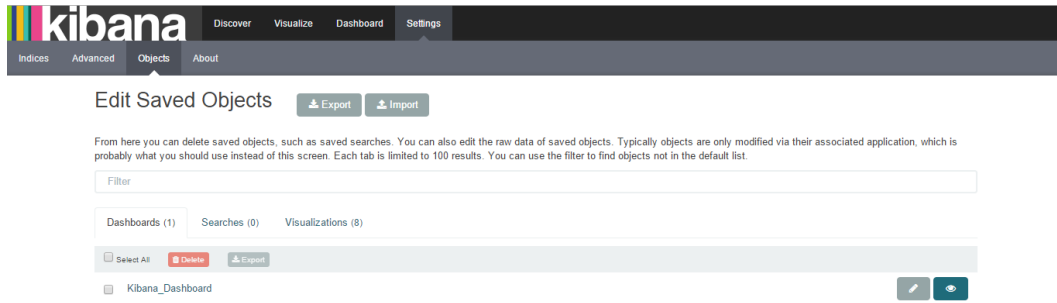 kibana Discover Visualize Dashboard Settings
Indices Advanced Objects About
Edit Saved Objects Export Import
From here you can delete saved objects, such as saved searches. You can also edit the raw data of saved objects. Typically objects are only modified via their associated application, which is
probably what you should use instead of this screen. Each tab is limited to 100 results. You can use the filter to find objects not in the default list.
Filter
Dashboards (1) Searches (0) Visualizations (8)
Select All Delete Export
Kibana_Dashboard